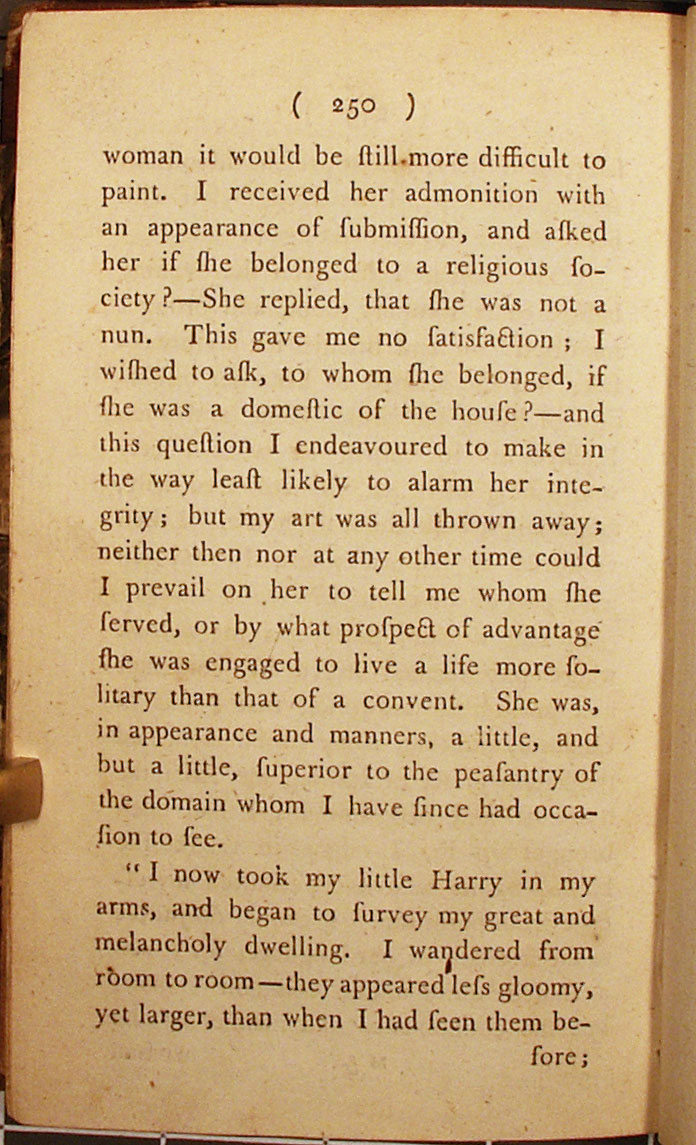 ( 250 )
woman it would be ſtill more difficult to
paint. I received her admonition with
an appearance of ſubmiſſion, and aſked
her if ſhe belonged to a religious ſo-
ciety?—She replied, that ſhe was not a
nun. This gave me no ſatisfaction; I
wiſhed to aſk, to whom ſhe belonged, if
ſhe was a domeſtic of the houſe?—and
this queſtion I endeavoured to make in
the way leaſt likely to alarm her inte-
grity; but my art was all thrown away;
neither then nor at any other time could
I prevail on her to tell me whom ſhe
ſerved, or by what proſpect of advantage
ſhe was engaged to live a life more ſo-
litary than that of a convent. She was,
in appearance and manners, a little, and
but a little, ſuperior to the peaſantry of
the domain whom I have ſince had occa-
ſion to ſee.
“ I now took my little Harry in my
arms, and began to ſurvey my great and
melancholy dwelling. I wandered from
room to room—they appeared leſs gloomy,
yet larger, than when I had ſeen them be-
fore;